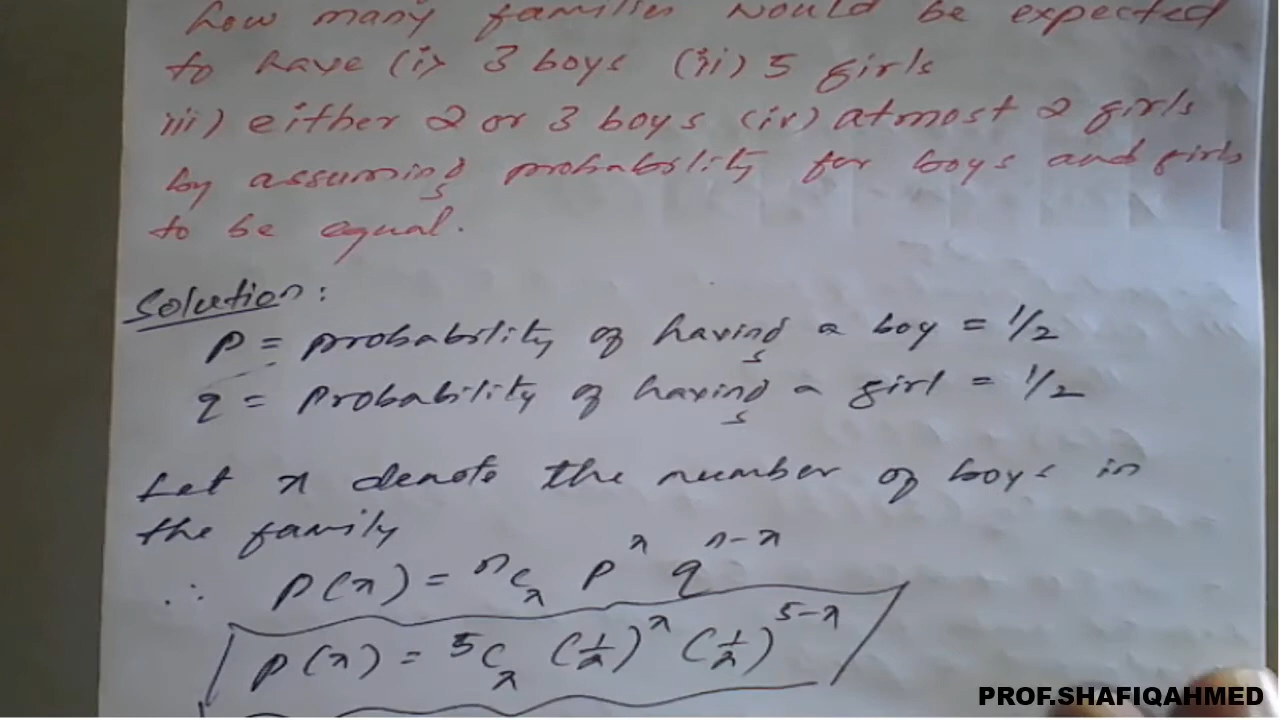 how many families would be expected
to have (i) 3 boys (ii) 5 girls
iii) either 2 or 3 boys (iv) atmost 2 girls
by assuming probability for boys and girls
to be equal.
Solution:
p = probability of having a boy = 1/2
q = Probability of having a girl = 1/2
Let x denote the number of boys in
the family
∴ P(x) = ⁿCₓ pˣ qⁿ⁻ˣ
P(x) = ⁵Cₓ (1/2)ˣ (1/2)⁵⁻ˣ
PROF.SHAFIQAHMED